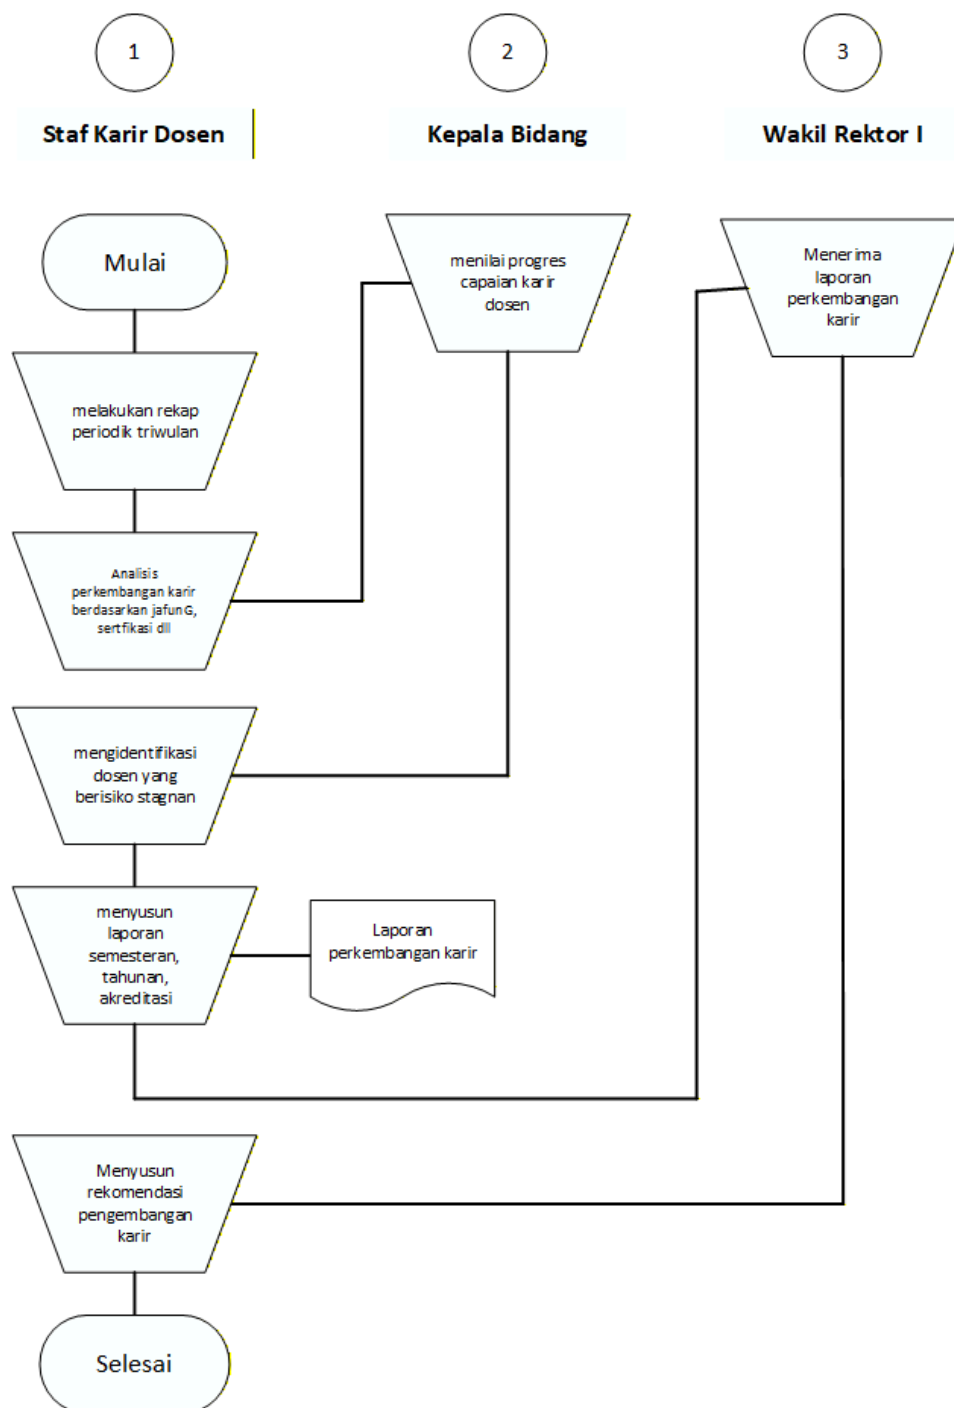 1
2
3
Staf Karir Dosen
Kepala Bidang
Wakil Rektor I
Mulai
menilai progres
capaian karir
dosen
Menerima
laporan
perkembangan
karir
melakukan rekap
periodik triwulan
Analisis
perkembangan karir
berdasarkan jafunG,
sertfikasi dll
mengidentifikasi
dosen yang
berisiko stagnan
menyusun
laporan
semesteran,
tahunan,
akreditasi
Laporan
perkembangan karir
Menyusun
rekomendasi
pengembangan
karir
Selesai